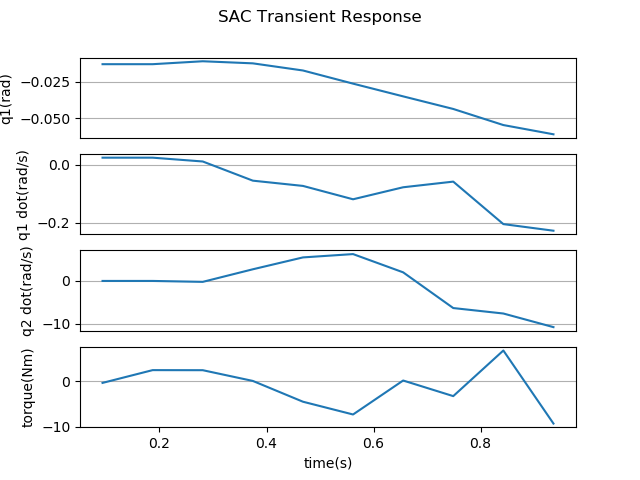 SAC Transient Response
q1(rad)
−0.025
−0.050
q1 dot(rad/s)
0.0
−0.2
q2 dot(rad/s)
0
−10
torque(Nm)
0
−10
0.2 0.4 0.6 0.8
time(s)